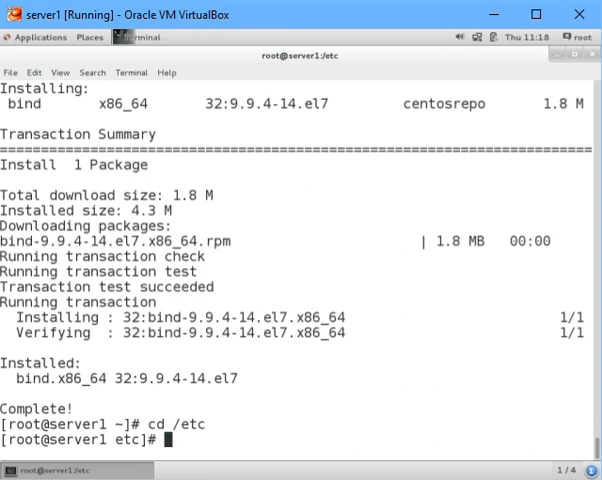 server1 [Running] - Oracle VM VirtualBox
Applications Places Terminal Thu 11:18 root
root@server1:/etc
File Edit View Search Terminal Help
Installing:
bind x86_64 32:9.9.4-14.el7 centosrepo 1.8 M
Transaction Summary
================================================================================
Install 1 Package
Total download size: 1.8 M
Installed size: 4.3 M
Downloading packages:
bind-9.9.4-14.el7.x86_64.rpm | 1.8 MB 00:00
Running transaction check
Running transaction test
Transaction test succeeded
Running transaction
Installing : 32:bind-9.9.4-14.el7.x86_64 1/1
Verifying : 32:bind-9.9.4-14.el7.x86_64 1/1
Installed:
bind.x86_64 32:9.9.4-14.el7
Complete!
[root@server1 ~]# cd /etc
[root@server1 etc]#
root@server1:/etc 1 / 4 1